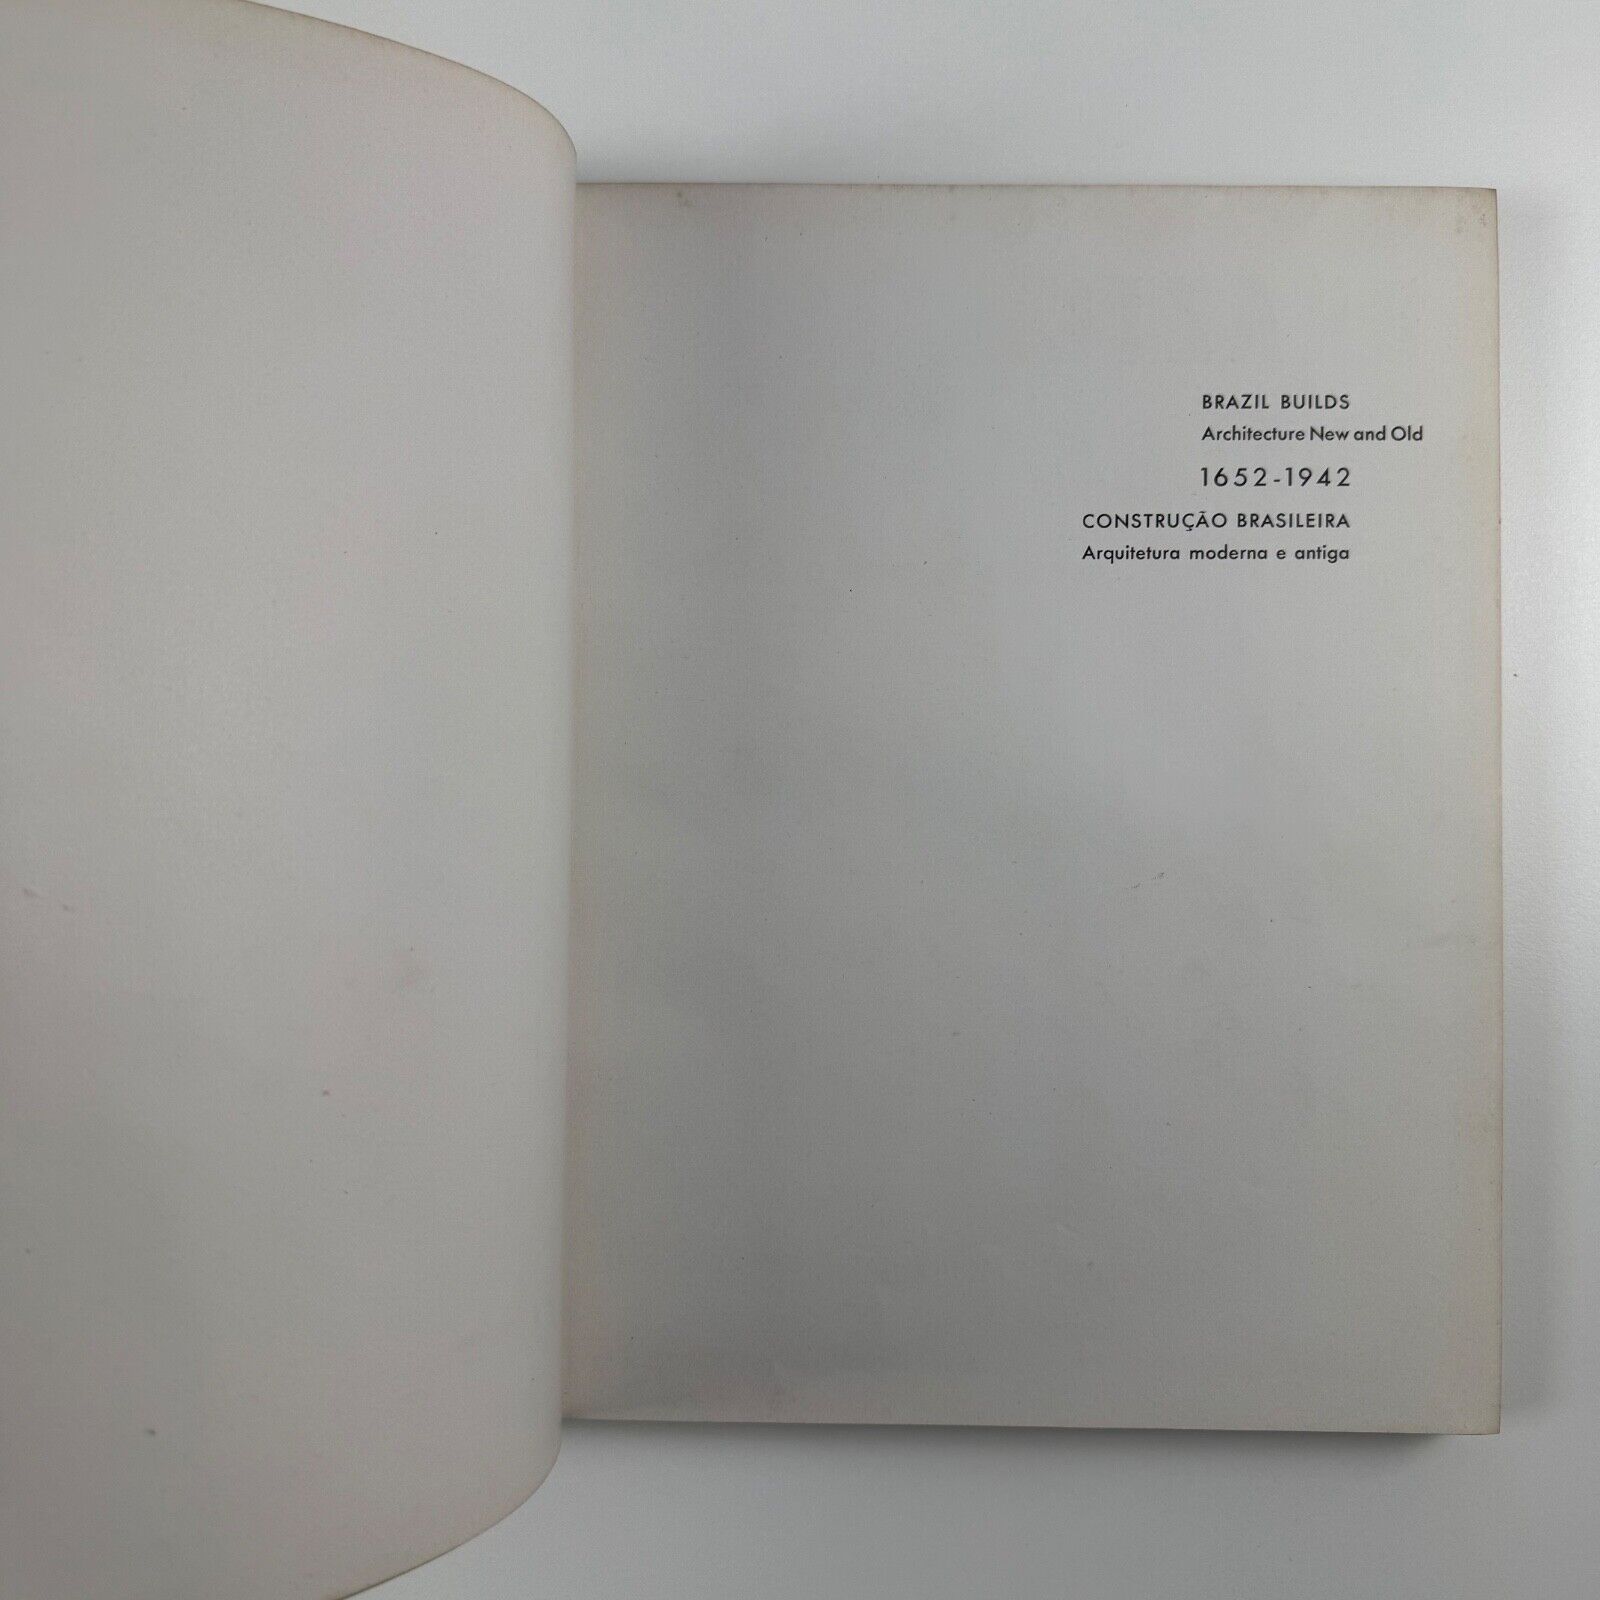 BRAZIL BUILDS
Architecture New and Old
1652-1942
CONSTRUÇÃO BRASILEIRA
Arquitetura moderna e antiga